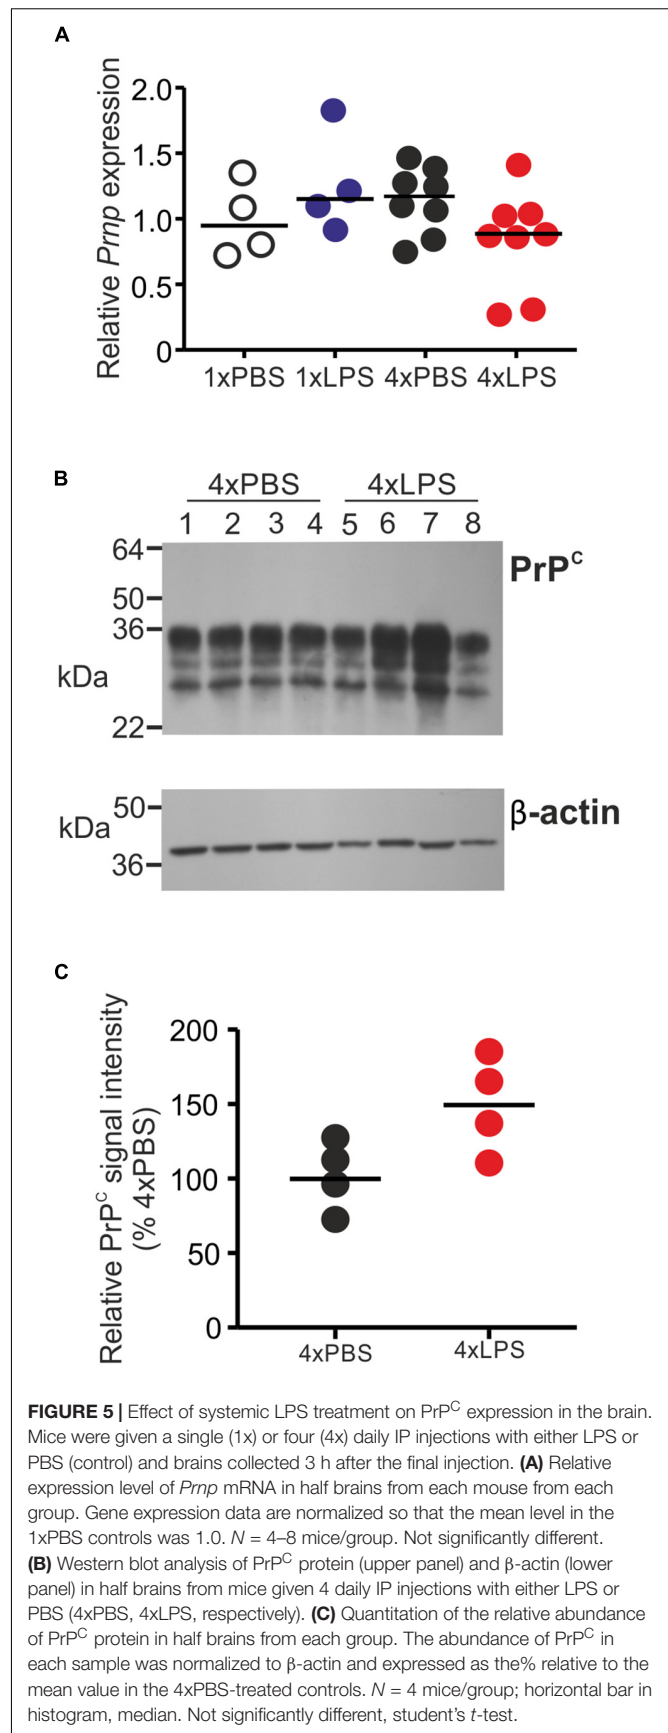 A
Relative Prnp expression
2.0
1.5
1.0
0.5
0
1xPBS 1xLPS 4xPBS 4xLPS
B
4xPBS 4xLPS
1 2 3 4 5 6 7 8
64
PrPᶜ
50
36
kDa
22
50
β-actin
kDa
36
C
Relative PrPᶜ signal intensity
(% 4xPBS)
200
150
100
50
0
4xPBS 4xLPS
FIGURE 5 | Effect of systemic LPS treatment on PrPᶜ expression in the brain.
Mice were given a single (1x) or four (4x) daily IP injections with either LPS or
PBS (control) and brains collected 3 h after the final injection. (A) Relative
expression level of Prnp mRNA in half brains from each mouse from each
group. Gene expression data are normalized so that the mean level in the
1xPBS controls was 1.0. N = 4–8 mice/group. Not significantly different.
(B) Western blot analysis of PrPᶜ protein (upper panel) and β-actin (lower
panel) in half brains from mice given 4 daily IP injections with either LPS or
PBS (4xPBS, 4xLPS, respectively). (C) Quantitation of the relative abundance
of PrPᶜ protein in half brains from each group. The abundance of PrPᶜ in
each sample was normalized to β-actin and expressed as the% relative to the
mean value in the 4xPBS-treated controls. N = 4 mice/group; horizontal bar in
histogram, median. Not significantly different, student's t-test.